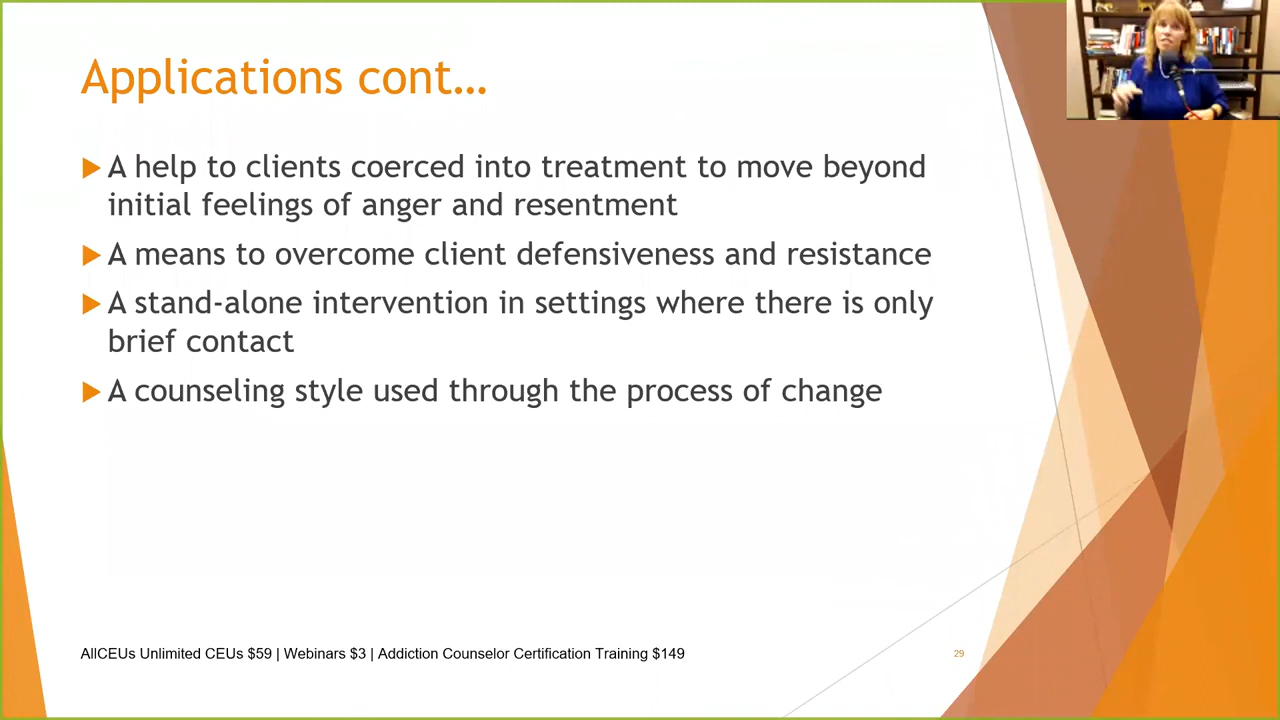 Applications cont…
A help to clients coerced into treatment to move beyond
initial feelings of anger and resentment
A means to overcome client defensiveness and resistance
A stand-alone intervention in settings where there is only
brief contact
A counseling style used through the process of change
AllCEUs Unlimited CEUs $59 | Webinars $3 | Addiction Counselor Certification Training $149
29